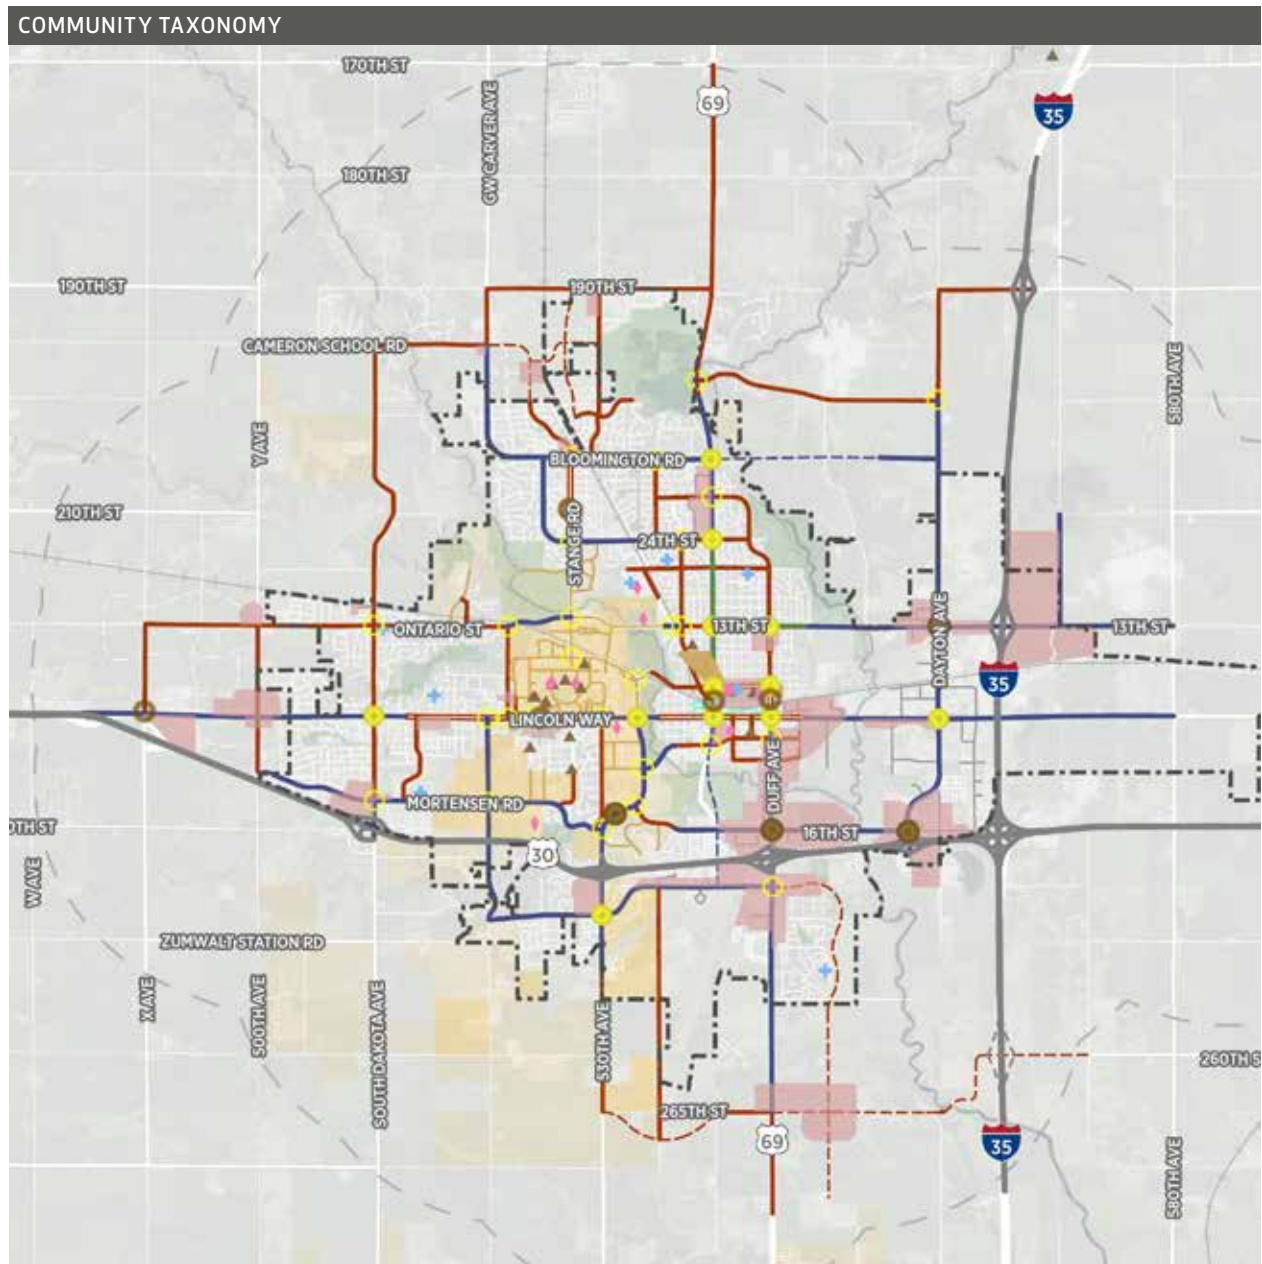 COMMUNITY TAXONOMY
170TH ST
69
35
GW CARVER AVE
180TH ST
190TH ST
190TH ST
CAMERON SCHOOL RD
580TH AVE
Y AVE
BLOOMINGTON RD
210TH ST
STANGE RD
24TH ST
ONTARIO ST
13TH ST
DAYTON AVE
13TH ST
35
LINCOLN WAY
DUFF AVE
MORTENSEN RD
0TH ST
16TH ST
30
W AVE
ZUMWALT STATION RD
X AVE
500TH AVE
SOUTH DAKOTA AVE
530TH AVE
260TH S
265TH ST
69
35
580TH AVE